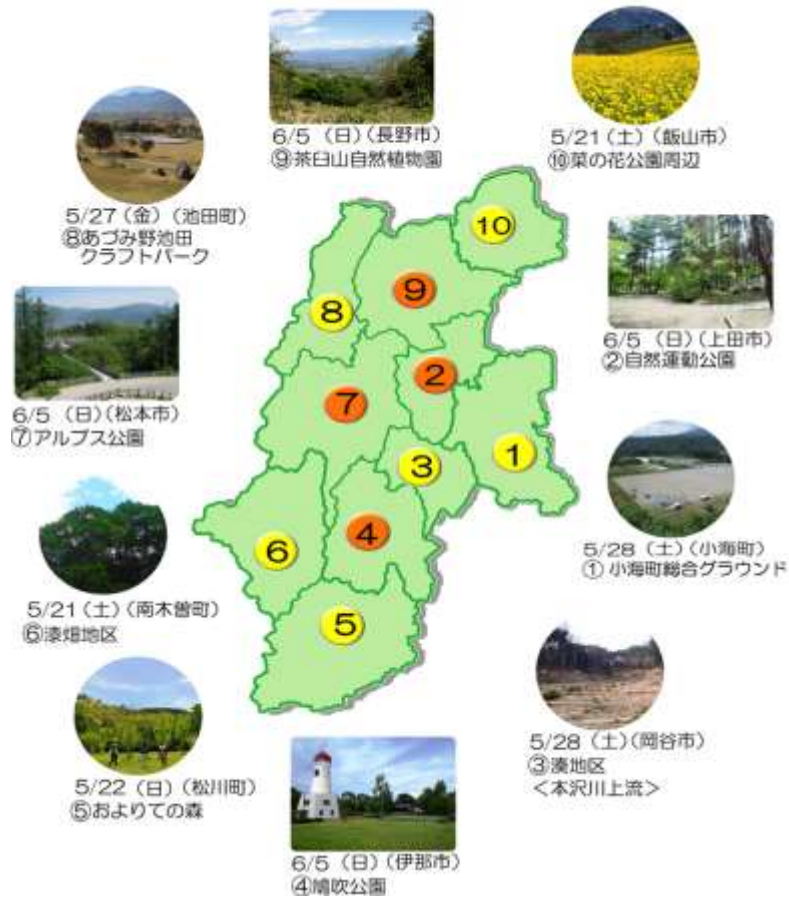 6/5 (日)(長野市)
⑨茶臼山自然植物園
5/21(土)(飯山市)
⑩菜の花公園周辺
5/27(金)(池田町)
⑧あづみ野池田
クラフトパーク
6/5 (日)(上田市)
②自然運動公園
6/5 (日)(松本市)
⑦アルプス公園
5/28(土)(小海町)
① 小海町総合グラウンド
5/21(土)(南木曽町)
⑥漆畑地区
5/28(土)(岡谷市)
③湊地区
<本沢川上流>
5/22(日)(松川町)
⑤およりての森
6/5 (日)(伊那市)
④鳩吹公園
10
9
8
2
7
3
1
4
6
5